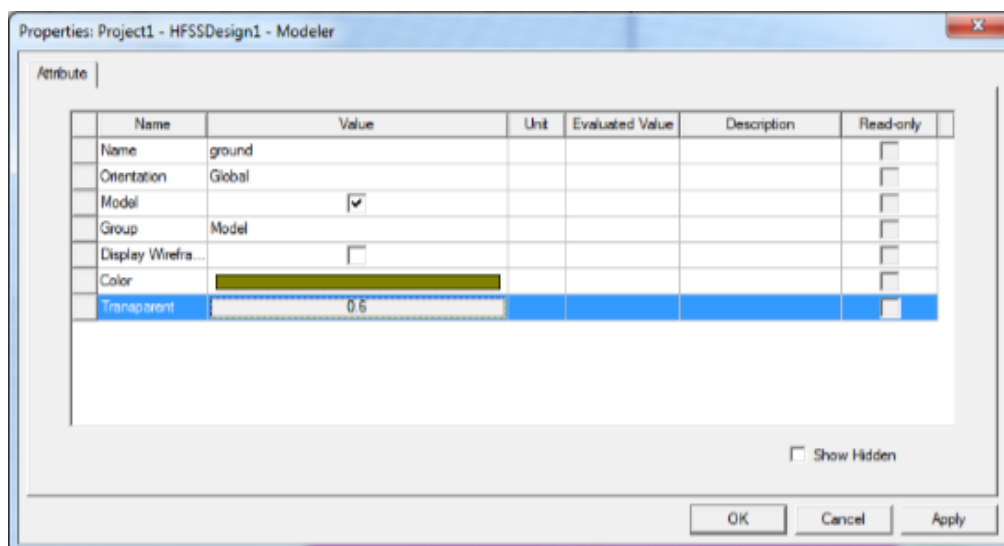 Properties: Project1 - HFSSDesign1 - Modeler
Attribute
Name Value Unit Evaluated Value Description Read-only
Name ground
Orientation Global
Model
Group Model
Display Wirefra...
Color
Transparent 0.6
Show Hidden
OK Cancel Apply